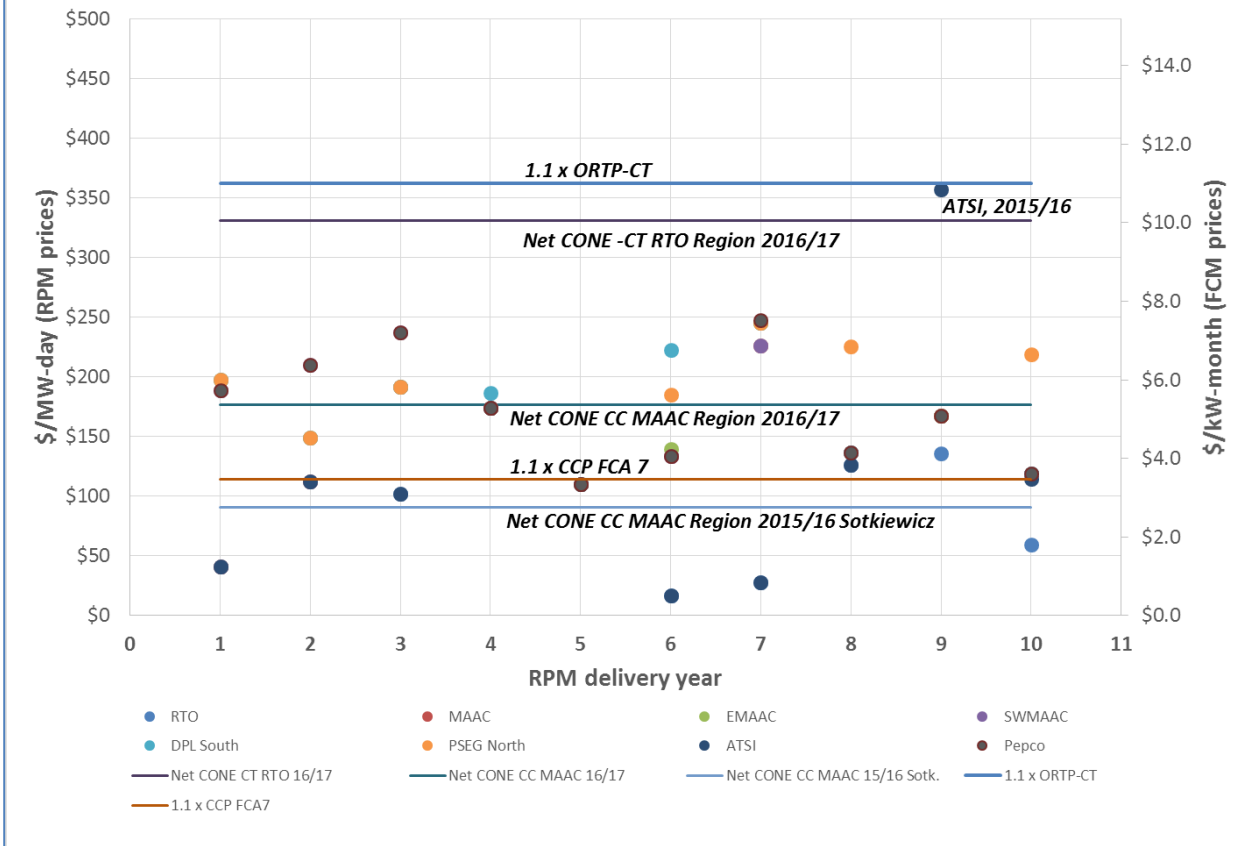 $500
$450
$400
$350
$300
$250
$200
$150
$100
$50
$0
$/MW-day (RPM prices)
$14.0
$12.0
$10.0
$8.0
$6.0
$4.0
$2.0
$0.0
$/kW-month (FCM prices)
1.1 x ORTP-CT
ATSI, 2015/16
Net CONE -CT RTO Region 2016/17
Net CONE CC MAAC Region 2016/17
1.1 x CCP FCA 7
Net CONE CC MAAC Region 2015/16 Sotkiewicz
0 1 2 3 4 5 6 7 8 9 10 11
RPM delivery year
RTO MAAC EMAAC SWMAAC
DPL South PSEG North ATSI Pepco
Net CONE CT RTO 16/17 Net CONE CC MAAC 16/17 Net CONE CC MAAC 15/16 Sotk. 1.1 x ORTP-CT
1.1 x CCP FCA7